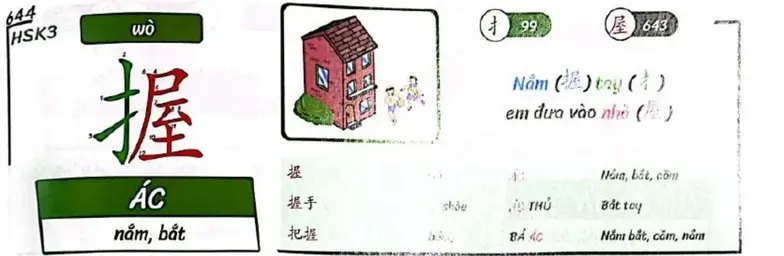 644
HSK3
wò
握
ÁC
nắm, bắt
扌 99
屋 643
Nắm (握) tay (扌)
em đưa vào nhà (屋)
握 Nắm, bắt, cầm
握手 THỦ Bắt tay
把握 BẢ ÁC Nắm bắt, cầm, nắm